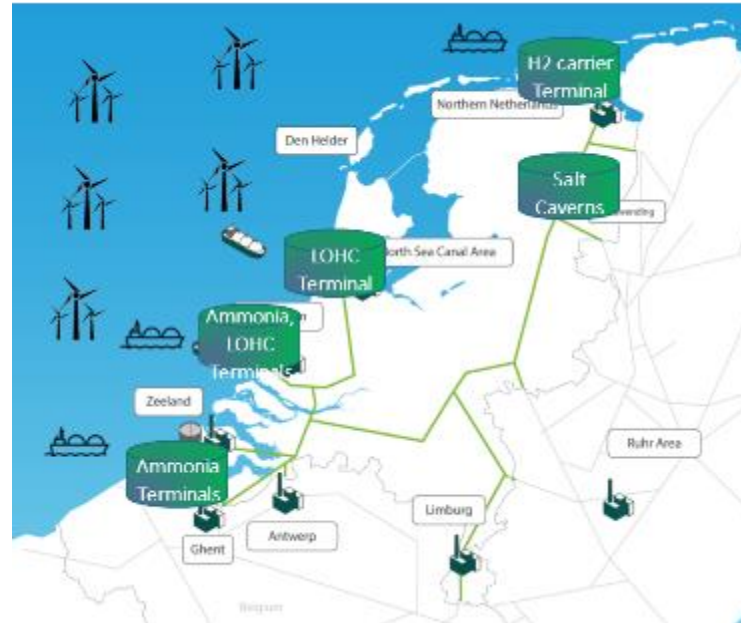 H2 carrier
Terminal
Northern Netherlands
Den Helder
Salt
Caverns
LOHC
Terminal
North Sea Canal Area
Ammonia,
LOHC
Terminals
Zeeland
Ammonia
Terminals
Ruhr Area
Limburg
Antwerp
Ghent
Belgium